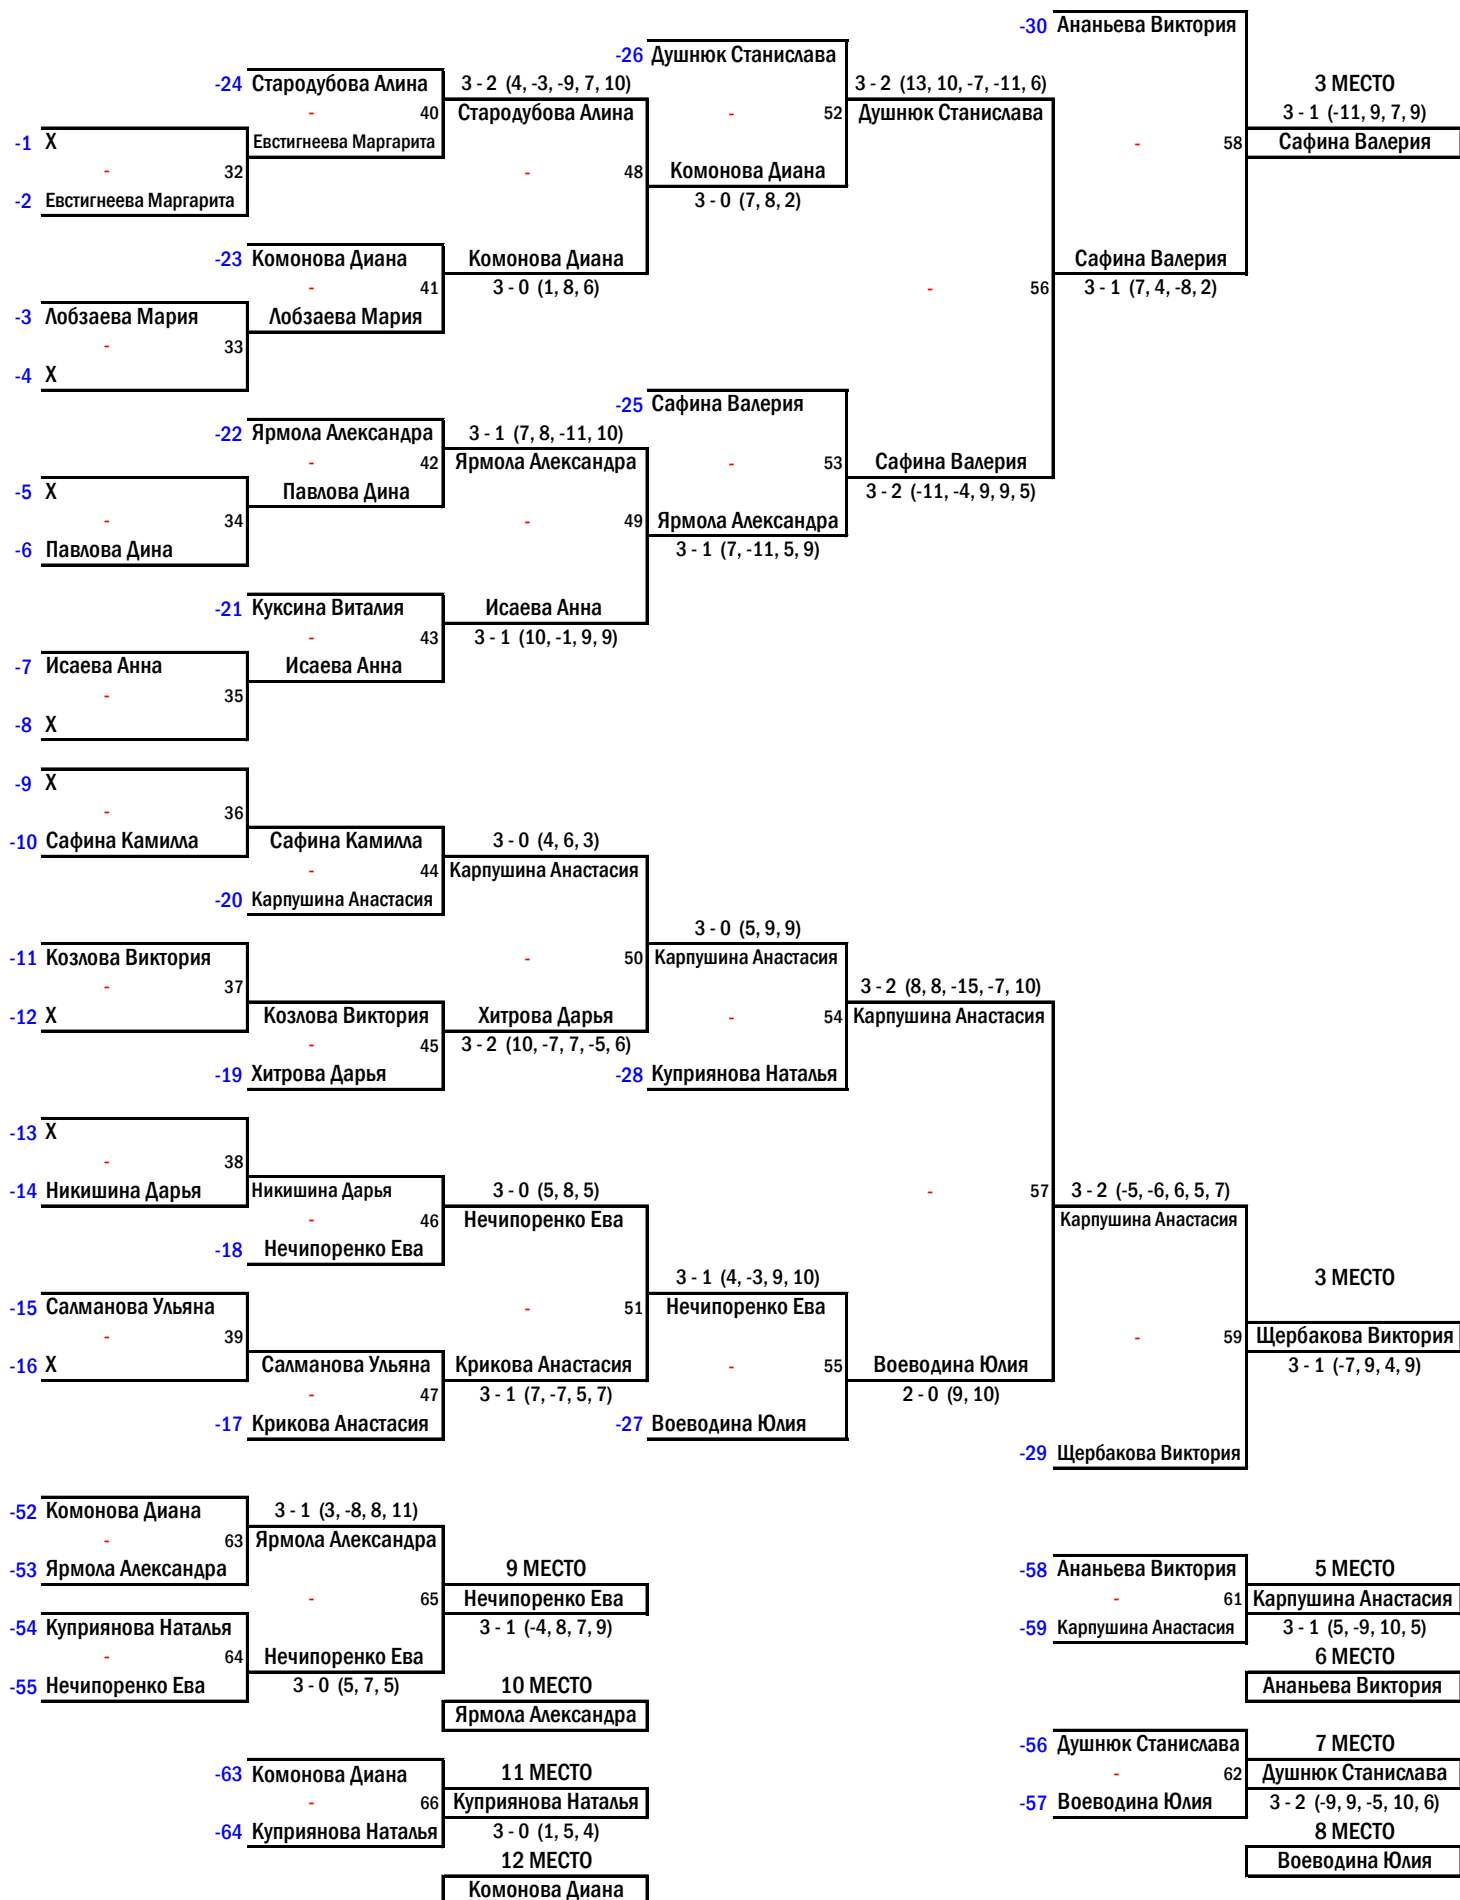 -30 Ананьева Виктория
-26 Душнюк Станислава
-24 Стародубова Алина 3 - 2 (4, -3, -9, 7, 10) 3 - 2 (13, 10, -7, -11, 6) 3 МЕСТО
- 40 Стародубова Алина - 52 Душнюк Станислава 3 - 1 (-11, 9, 7, 9)
-1 X Евстигнеева Маргарита - 58 Сафина Валерия
- 32 - 48 Комонова Диана
-2 Евстигнеева Маргарита 3 - 0 (7, 8, 2)
-23 Комонова Диана Комонова Диана Сафина Валерия
- 41 3 - 0 (1, 8, 6) - 56 3 - 1 (7, 4, -8, 2)
-3 Лобзаева Мария Лобзаева Мария
- 33
-4 X
-25 Сафина Валерия
-22 Ярмола Александра 3 - 1 (7, 8, -11, 10)
- 42 Ярмола Александра - 53 Сафина Валерия
-5 X Павлова Дина 3 - 2 (-11, -4, 9, 9, 5)
- 34 - 49 Ярмола Александра
-6 Павлова Дина 3 - 1 (7, -11, 5, 9)
-21 Куксина Виталия Исаева Анна
- 43 3 - 1 (10, -1, 9, 9)
-7 Исаева Анна Исаева Анна
- 35
-8 X
-9 X
- 36
-10 Сафина Камилла Сафина Камилла 3 - 0 (4, 6, 3)
- 44 Карпушина Анастасия
-20 Карпушина Анастасия
3 - 0 (5, 9, 9)
-11 Козлова Виктория - 50 Карпушина Анастасия
- 37 3 - 2 (8, 8, -15, -7, 10)
-12 X Козлова Виктория Хитрова Дарья - 54 Карпушина Анастасия
- 45 3 - 2 (10, -7, 7, -5, 6)
-19 Хитрова Дарья -28 Куприянова Наталья
-13 X
- 38
-14 Никишина Дарья Никишина Дарья 3 - 0 (5, 8, 5) - 57 3 - 2 (-5, -6, 6, 5, 7)
- 46 Нечипоренко Ева Карпушина Анастасия
-18 Нечипоренко Ева
3 - 1 (4, -3, 9, 10) 3 МЕСТО
-15 Салманова Ульяна - 51 Нечипоренко Ева
- 39 - 59 Щербакова Виктория
-16 X Салманова Ульяна Крикова Анастасия - 55 Воеводина Юлия 3 - 1 (-7, 9, 4, 9)
- 47 3 - 1 (7, -7, 5, 7) 2 - 0 (9, 10)
-17 Крикова Анастасия -27 Воеводина Юлия
-29 Щербакова Виктория
-52 Комонова Диана 3 - 1 (3, -8, 8, 11)
- 63 Ярмола Александра
-53 Ярмола Александра 9 МЕСТО -58 Ананьева Виктория 5 МЕСТО
- 65 Нечипоренко Ева - 61 Карпушина Анастасия
-54 Куприянова Наталья 3 - 1 (-4, 8, 7, 9) -59 Карпушина Анастасия 3 - 1 (5, -9, 10, 5)
- 64 Нечипоренко Ева 6 МЕСТО
-55 Нечипоренко Ева 3 - 0 (5, 7, 5) 10 МЕСТО Ананьева Виктория
Ярмола Александра
-56 Душнюк Станислава 7 МЕСТО
-63 Комонова Диана 11 МЕСТО - 62 Душнюк Станислава
- 66 Куприянова Наталья -57 Воеводина Юлия 3 - 2 (-9, 9, -5, 10, 6)
-64 Куприянова Наталья 3 - 0 (1, 5, 4) 8 МЕСТО
12 МЕСТО Воеводина Юлия
Комонова Диана